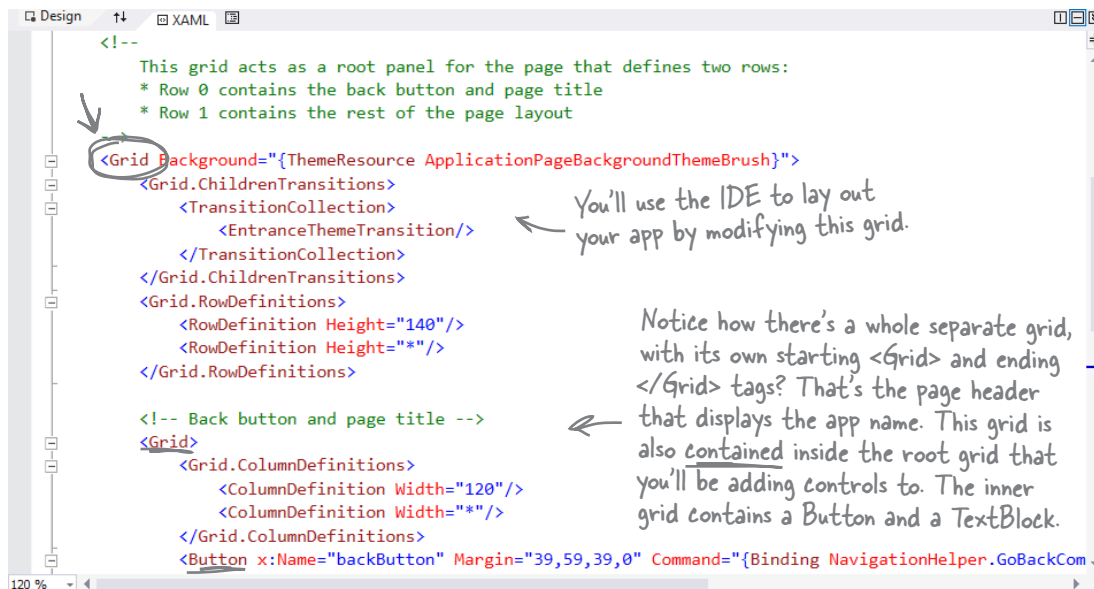 Design
XAML
<!--
This grid acts as a root panel for the page that defines two rows:
* Row 0 contains the back button and page title
* Row 1 contains the rest of the page layout
-->
<Grid Background="{ThemeResource ApplicationPageBackgroundThemeBrush}">
<Grid.ChildrenTransitions>
<TransitionCollection>
<EntranceThemeTransition/>
</TransitionCollection>
</Grid.ChildrenTransitions>
You'll use the IDE to lay out
your app by modifying this grid.
<Grid.RowDefinitions>
<RowDefinition Height="140"/>
<RowDefinition Height="*"/>
</Grid.RowDefinitions>
<!-- Back button and page title -->
<Grid>
<Grid.ColumnDefinitions>
<ColumnDefinition Width="120"/>
<ColumnDefinition Width="*"/>
</Grid.ColumnDefinitions>
Notice how there's a whole separate grid,
with its own starting <Grid> and ending
</Grid> tags? That's the page header
that displays the app name. This grid is
also contained inside the root grid that
you'll be adding controls to. The inner
grid contains a Button and a TextBlock.
<Button x:Name="backButton" Margin="39,59,39,0" Command="{Binding NavigationHelper.GoBackCom
120 %